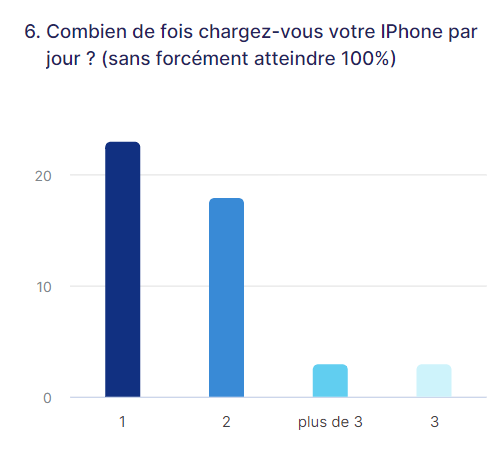 6. Combien de fois chargez-vous votre IPhone par
jour ? (sans forcément atteindre 100%)
20
10
0
1 2 plus de 3 3